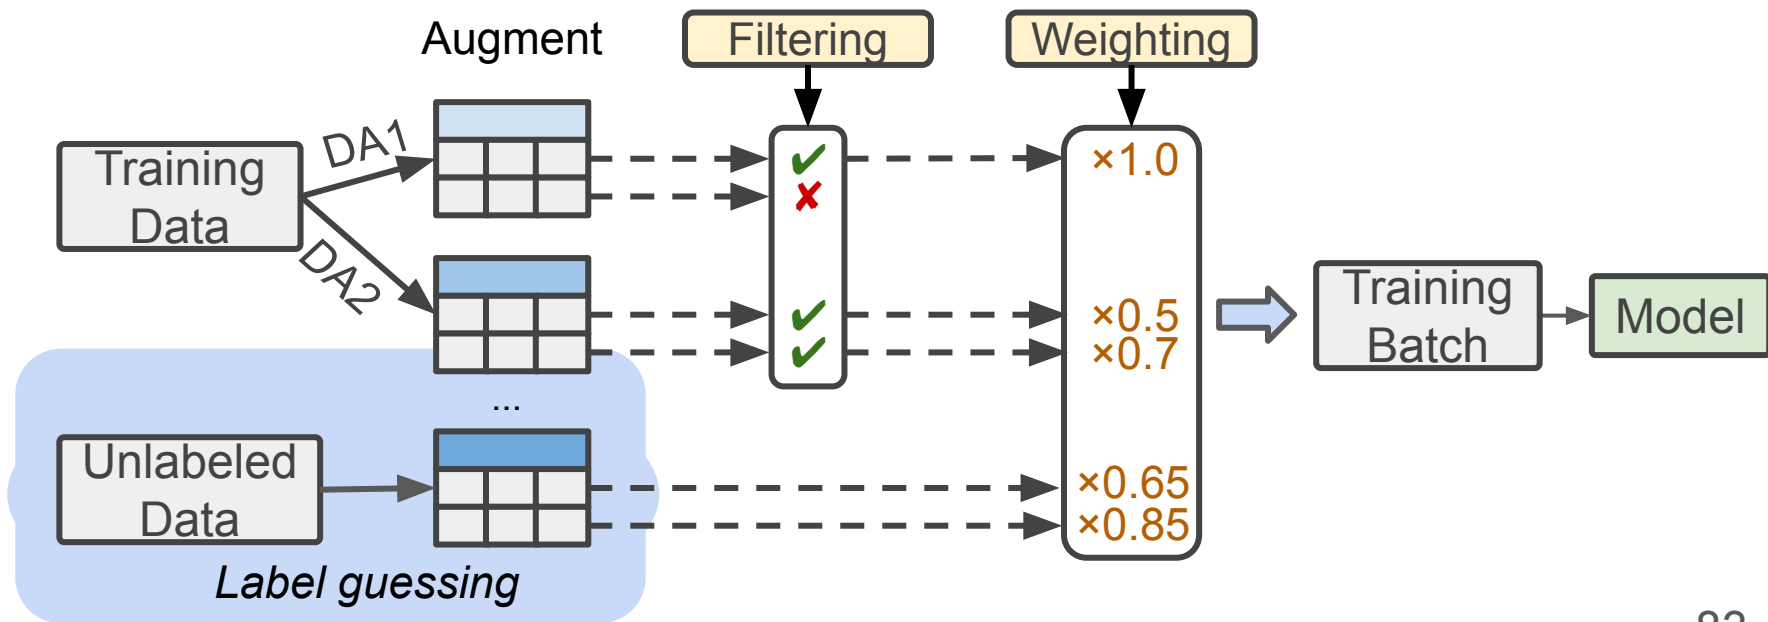 Augment
Filtering
Weighting
Training
Data
DA1
DA2
✔
✘
✔
✔
×1.0
×0.5
×0.7
×0.65
×0.85
Training
Batch
Model
...
Unlabeled
Data
Label guessing